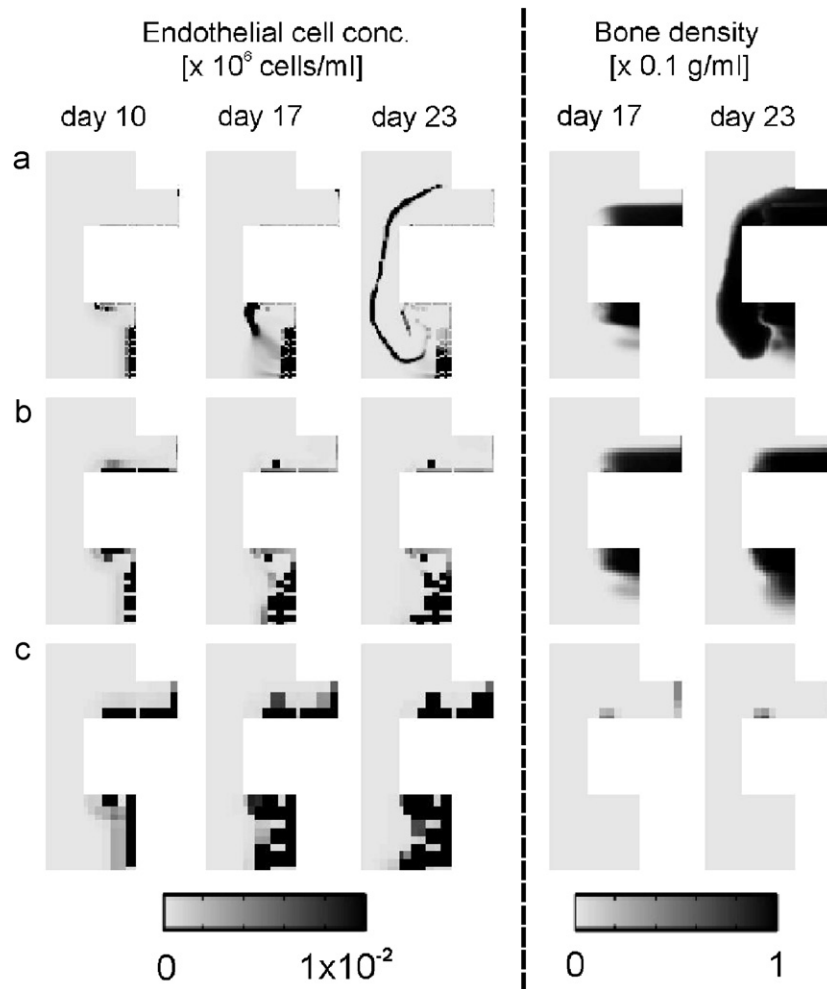 Endothelial cell conc.
[x 10⁶ cells/ml]
Bone density
[x 0.1 g/ml]
day 10
day 17
day 23
day 17
day 23
a
b
c
0
1x10⁻²
0
1